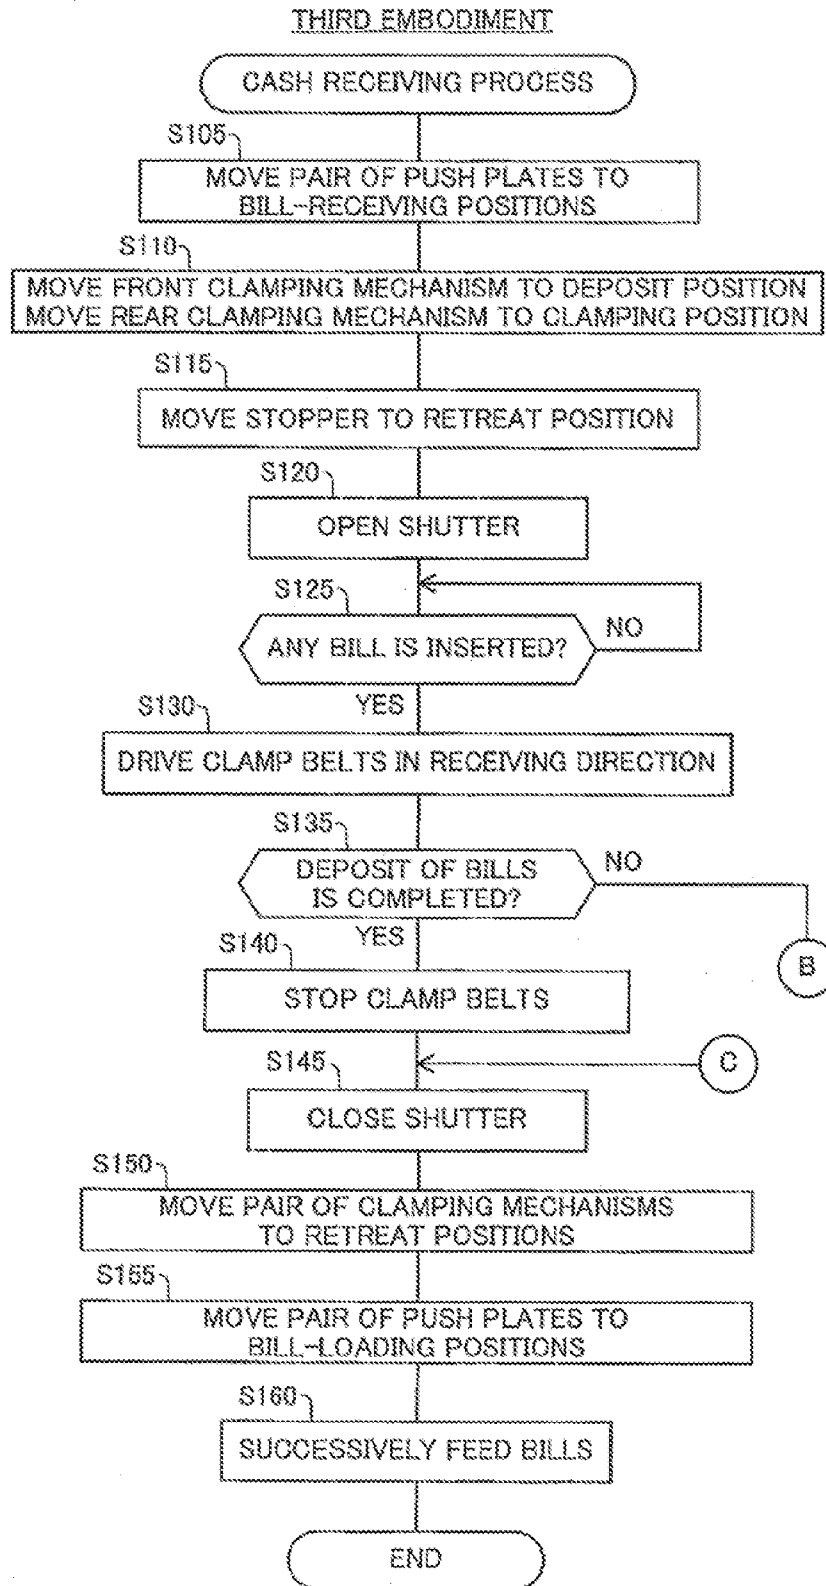 THIRD EMBODIMENT
CASH RECEIVING PROCESS
S105
MOVE PAIR OF PUSH PLATES TO
BILL-RECEIVING POSITIONS
S110
MOVE FRONT CLAMPING MECHANISM TO DEPOSIT POSITION
MOVE REAR CLAMPING MECHANISM TO CLAMPING POSITION
S115
MOVE STOPPER TO RETREAT POSITION
S120
OPEN SHUTTER
S125
ANY BILL IS INSERTED?
NO
YES
S130
DRIVE CLAMP BELTS IN RECEIVING DIRECTION
S135
DEPOSIT OF BILLS
IS COMPLETED?
NO
YES
B
S140
STOP CLAMP BELTS
C
S145
CLOSE SHUTTER
S150
MOVE PAIR OF CLAMPING MECHANISMS
TO RETREAT POSITIONS
S155
MOVE PAIR OF PUSH PLATES TO
BILL-LOADING POSITIONS
S160
SUCCESSIVELY FEED BILLS
END